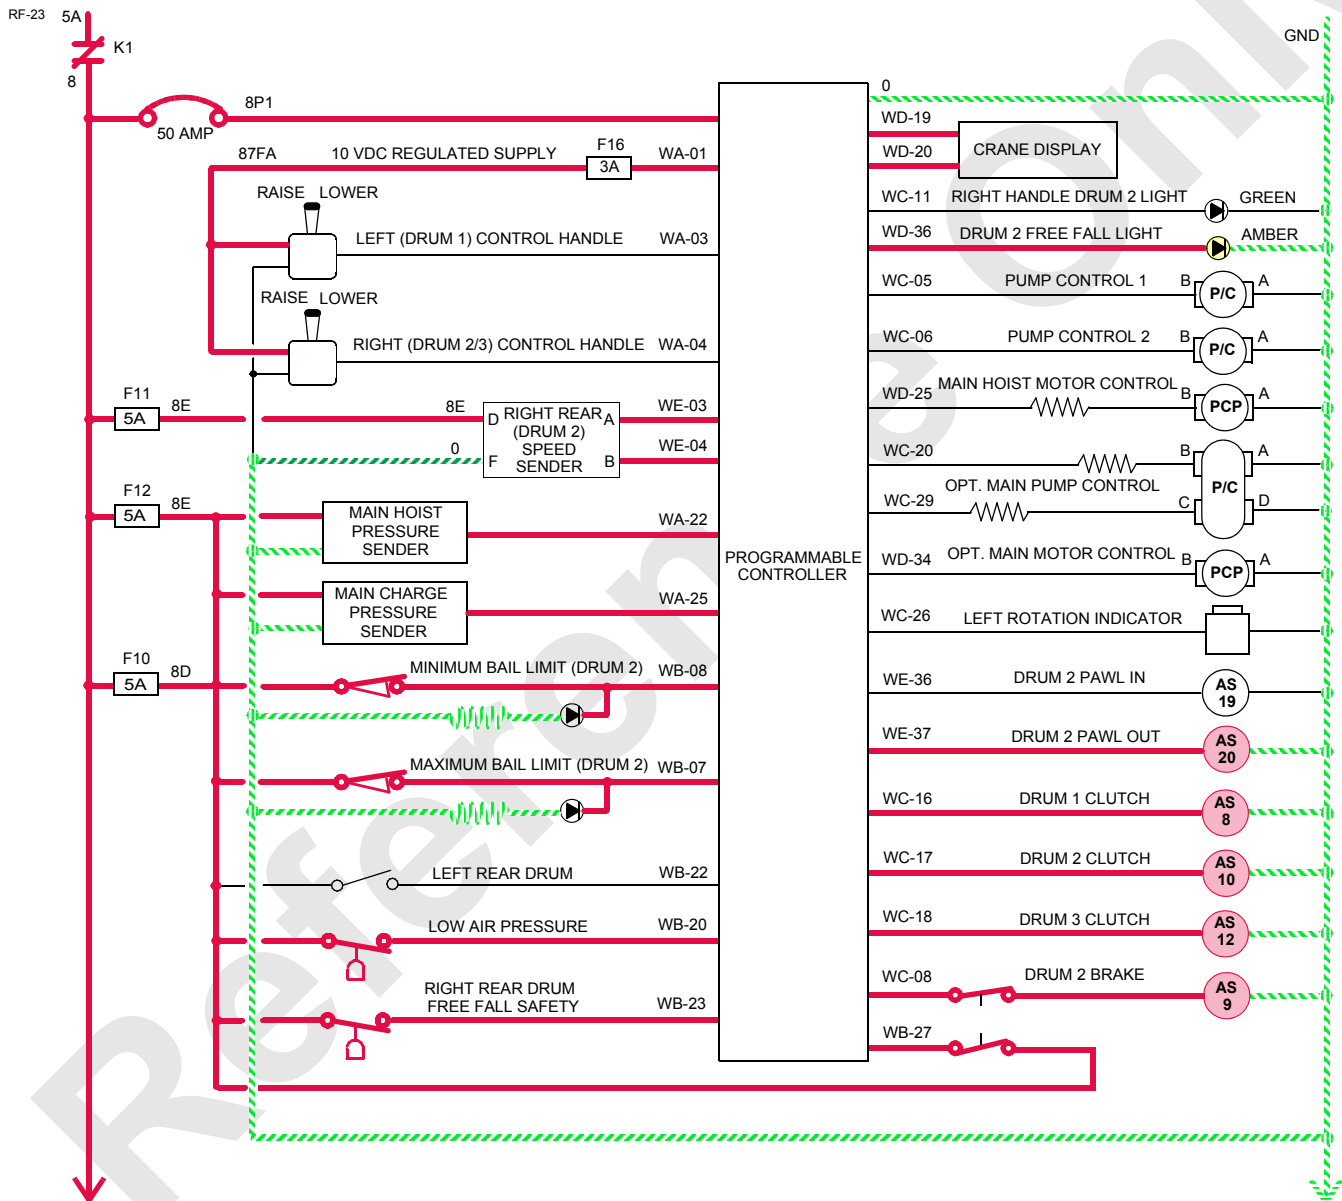 RF-23 5A
K1
GND
8
50 AMP
8P1
0
WD-19
WD-20
CRANE DISPLAY
87FA
10 VDC REGULATED SUPPLY
F16
3A
WA-01
RAISE LOWER
LEFT (DRUM 1) CONTROL HANDLE
WA-03
RAISE LOWER
RIGHT (DRUM 2/3) CONTROL HANDLE
WA-04
F11
5A
8E
8E
0
D RIGHT REAR A
(DRUM 2)
SPEED
F SENDER B
WE-03
WE-04
F12
5A
8E
MAIN HOIST
PRESSURE
SENDER
WA-22
MAIN CHARGE
PRESSURE
SENDER
WA-25
F10
5A
8D
MINIMUM BAIL LIMIT (DRUM 2)
WB-08
MAXIMUM BAIL LIMIT (DRUM 2)
WB-07
LEFT REAR DRUM
WB-22
LOW AIR PRESSURE
WB-20
RIGHT REAR DRUM
FREE FALL SAFETY
WB-23
PROGRAMMABLE
CONTROLLER
WC-11
RIGHT HANDLE DRUM 2 LIGHT
GREEN
WD-36
DRUM 2 FREE FALL LIGHT
AMBER
WC-05
PUMP CONTROL 1
B P/C A
WC-06
PUMP CONTROL 2
B P/C A
WD-25
MAIN HOIST MOTOR CONTROL
B PCP A
WC-20
B A
OPT. MAIN PUMP CONTROL
P/C
WC-29
C D
WD-34
OPT. MAIN MOTOR CONTROL
B PCP A
WC-26
LEFT ROTATION INDICATOR
WE-36
DRUM 2 PAWL IN
AS
19
WE-37
DRUM 2 PAWL OUT
AS
20
WC-16
DRUM 1 CLUTCH
AS
8
WC-17
DRUM 2 CLUTCH
AS
10
WC-18
DRUM 3 CLUTCH
AS
12
WC-08
DRUM 2 BRAKE
AS
9
WB-27
Reference Only